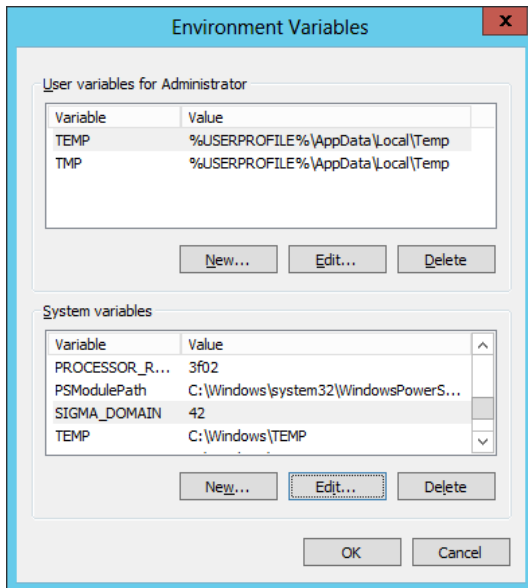 Environment Variables x
User variables for Administrator
Variable Value
TEMP %USERPROFILE%\AppData\Local\Temp
TMP %USERPROFILE%\AppData\Local\Temp
New... Edit... Delete
System variables
Variable Value
PROCESSOR_R... 3f02
PSModulePath C:\Windows\system32\WindowsPowerS...
SIGMA_DOMAIN 42
TEMP C:\Windows\TEMP
New... Edit... Delete
OK Cancel